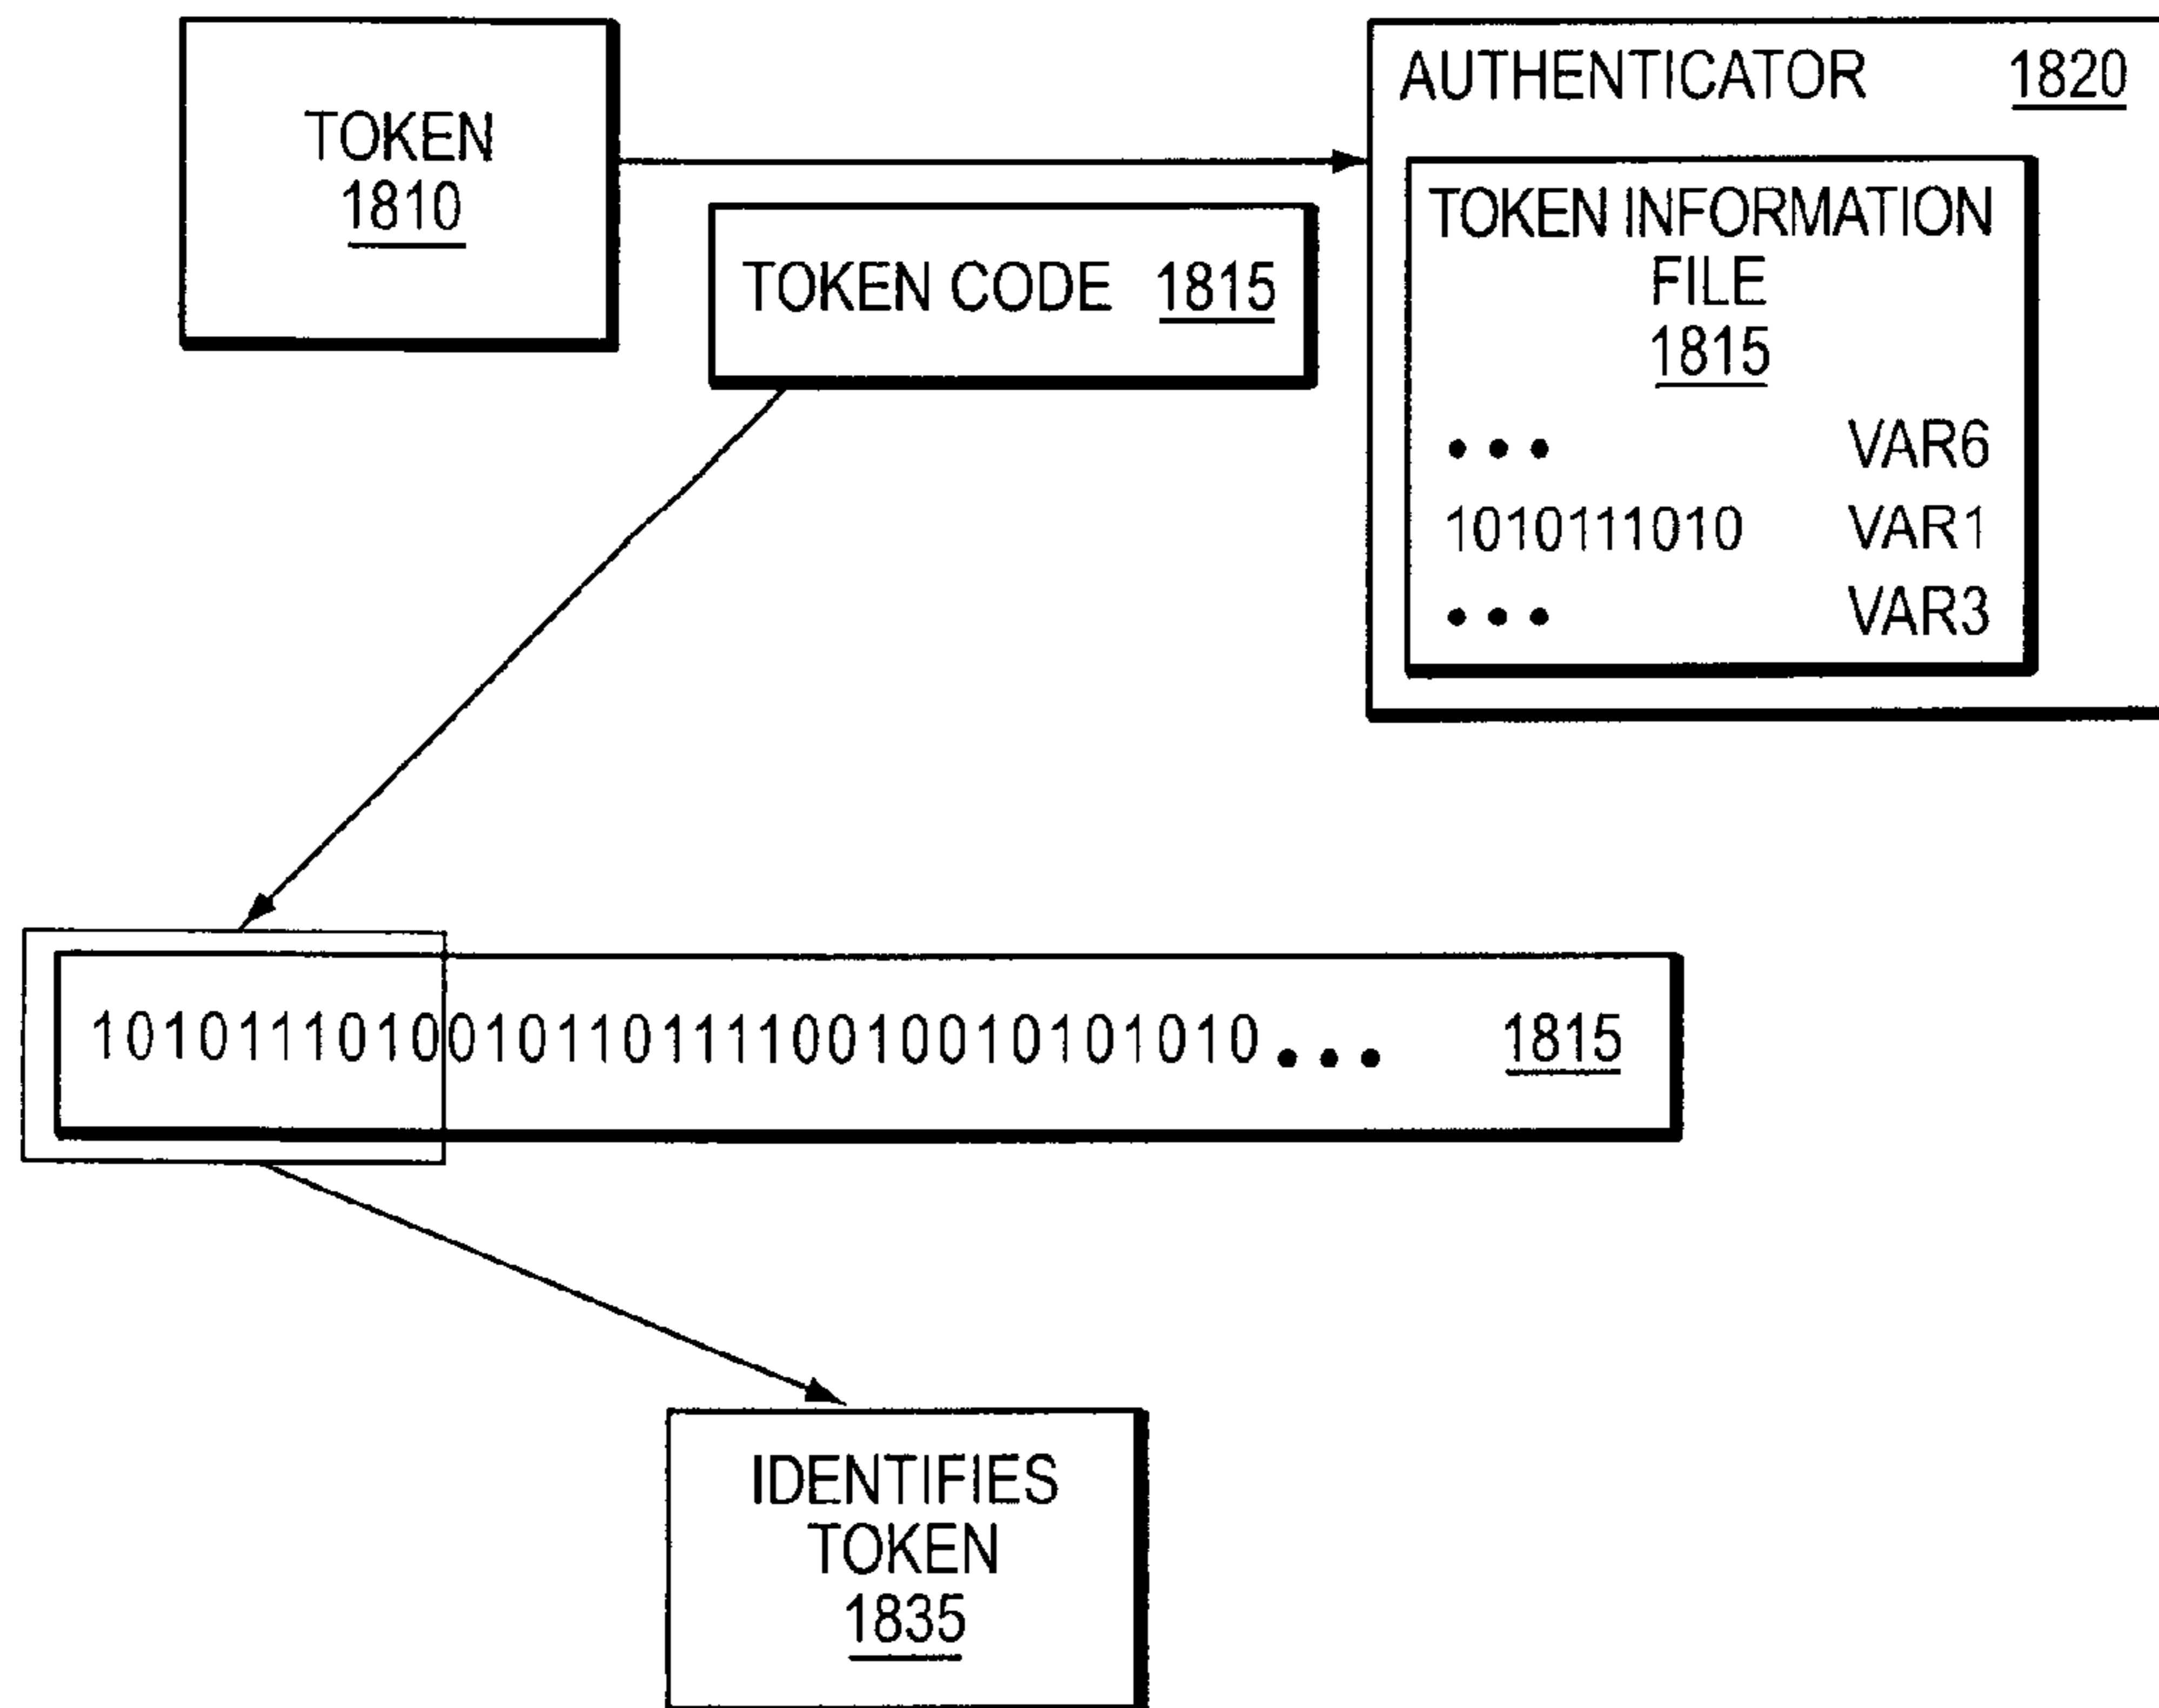 TOKEN
1810
TOKEN CODE 1815
AUTHENTICATOR 1820
TOKEN INFORMATION
FILE
1815
••• VAR6
1010111010 VAR1
••• VAR3
101011101001011011110010010101010... 1815
IDENTIFIES
TOKEN
1835